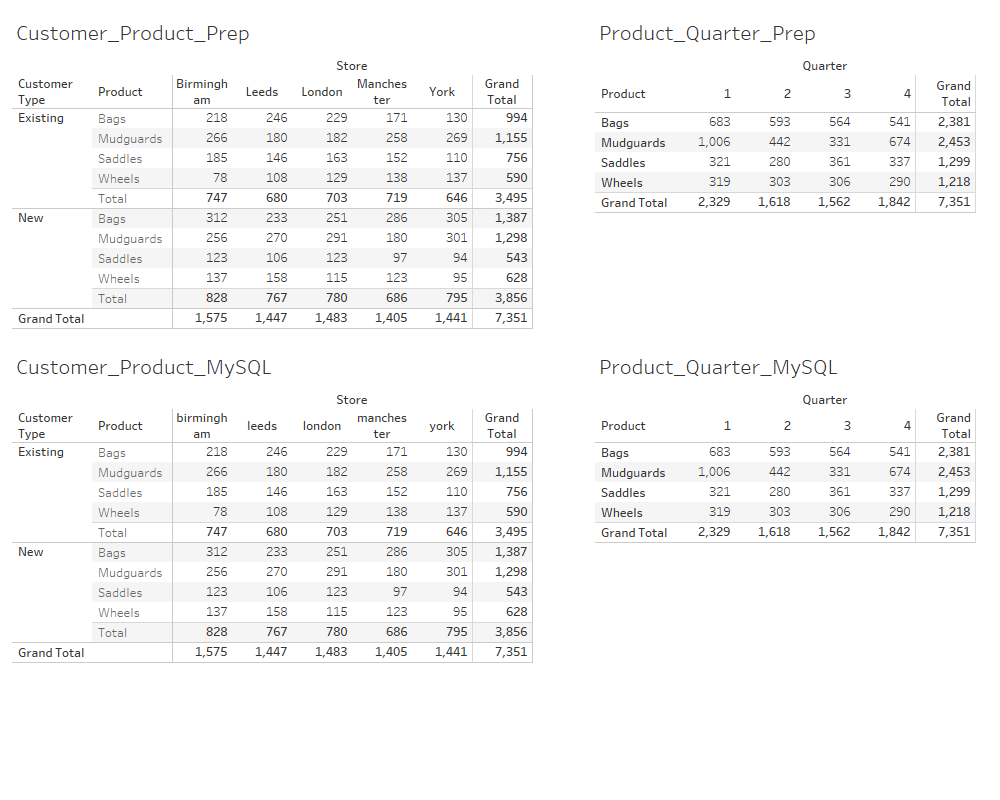 Customer_Product_Prep
Store
Customer Type Product Birmingham Leeds London Manchester York Grand Total
Existing Bags 218 246 229 171 130 994
Mudguards 266 180 182 258 269 1,155
Saddles 185 146 163 152 110 756
Wheels 78 108 129 138 137 590
Total 747 680 703 719 646 3,495
New Bags 312 233 251 286 305 1,387
Mudguards 256 270 291 180 301 1,298
Saddles 123 106 123 97 94 543
Wheels 137 158 115 123 95 628
Total 828 767 780 686 795 3,856
Grand Total 1,575 1,447 1,483 1,405 1,441 7,351
Product_Quarter_Prep
Quarter
Product 1 2 3 4 Grand Total
Bags 683 593 564 541 2,381
Mudguards 1,006 442 331 674 2,453
Saddles 321 280 361 337 1,299
Wheels 319 303 306 290 1,218
Grand Total 2,329 1,618 1,562 1,842 7,351
Customer_Product_MySQL
Store
Customer Type Product birmingham leeds london manchester york Grand Total
Existing Bags 218 246 229 171 130 994
Mudguards 266 180 182 258 269 1,155
Saddles 185 146 163 152 110 756
Wheels 78 108 129 138 137 590
Total 747 680 703 719 646 3,495
New Bags 312 233 251 286 305 1,387
Mudguards 256 270 291 180 301 1,298
Saddles 123 106 123 97 94 543
Wheels 137 158 115 123 95 628
Total 828 767 780 686 795 3,856
Grand Total 1,575 1,447 1,483 1,405 1,441 7,351
Product_Quarter_MySQL
Quarter
Product 1 2 3 4 Grand Total
Bags 683 593 564 541 2,381
Mudguards 1,006 442 331 674 2,453
Saddles 321 280 361 337 1,299
Wheels 319 303 306 290 1,218
Grand Total 2,329 1,618 1,562 1,842 7,351